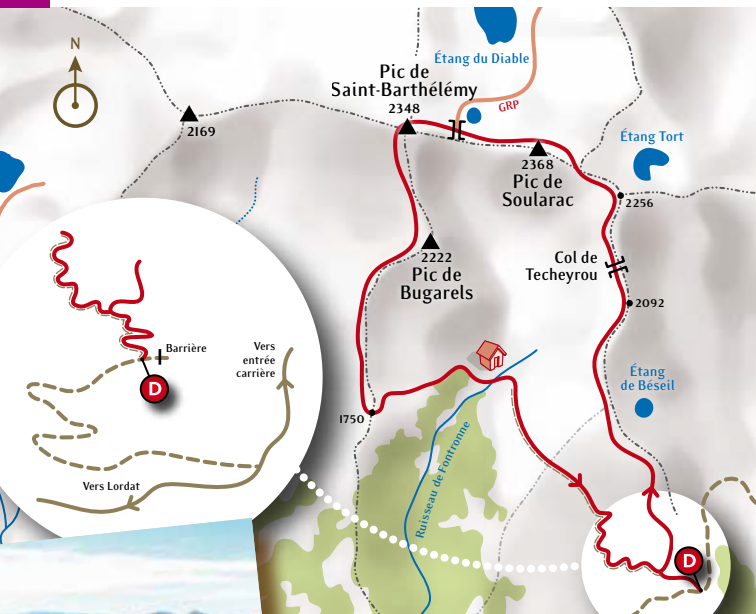 N
Étang du Diable
Pic de
Saint-Barthélémy
2348
GRP
2169
Étang Tort
2368
Pic de
Soularac
2256
2222
Pic de
Bugarels
Col de
Techeyrou
2092
Barrière
Vers
entrée
carrière
D
Étang
de Béseil
1750
Ruisseau de Fontronne
Vers Lordat
D